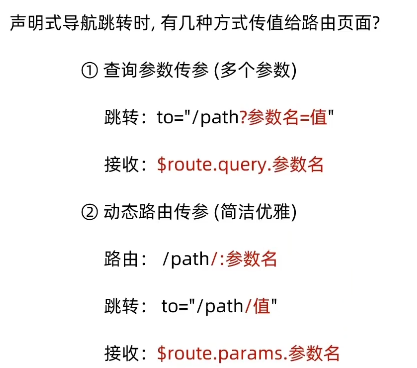 声明式导航跳转时, 有几种方式传值给路由页面?
① 查询参数传参 (多个参数)
跳转：to="/path?参数名=值"
接收：$route.query.参数名
② 动态路由传参 (简洁优雅)
路由： /path/:参数名
跳转： to="/path/值"
接收：$route.params.参数名